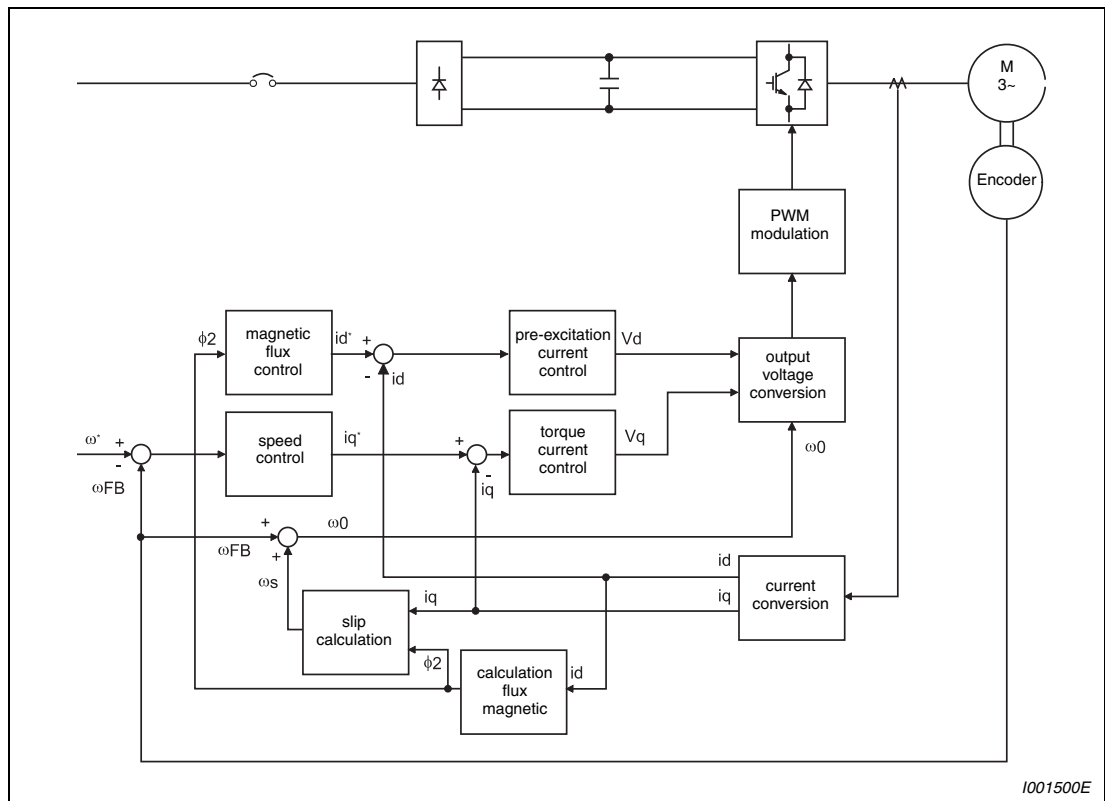 M
3~
Encoder
PWM
modulation
ϕ2
magnetic
flux
control
id*
+
-
id
pre-excitation
current
control
Vd
output
voltage
conversion
ω*
+
-
ωFB
speed
control
iq*
+
-
iq
torque
current
control
Vq
ω0
+
ωFB
+
ω0
ωs
id
iq
current
conversion
iq
slip
calculation
ϕ2
calculation
flux
magnetic
id
I001500E